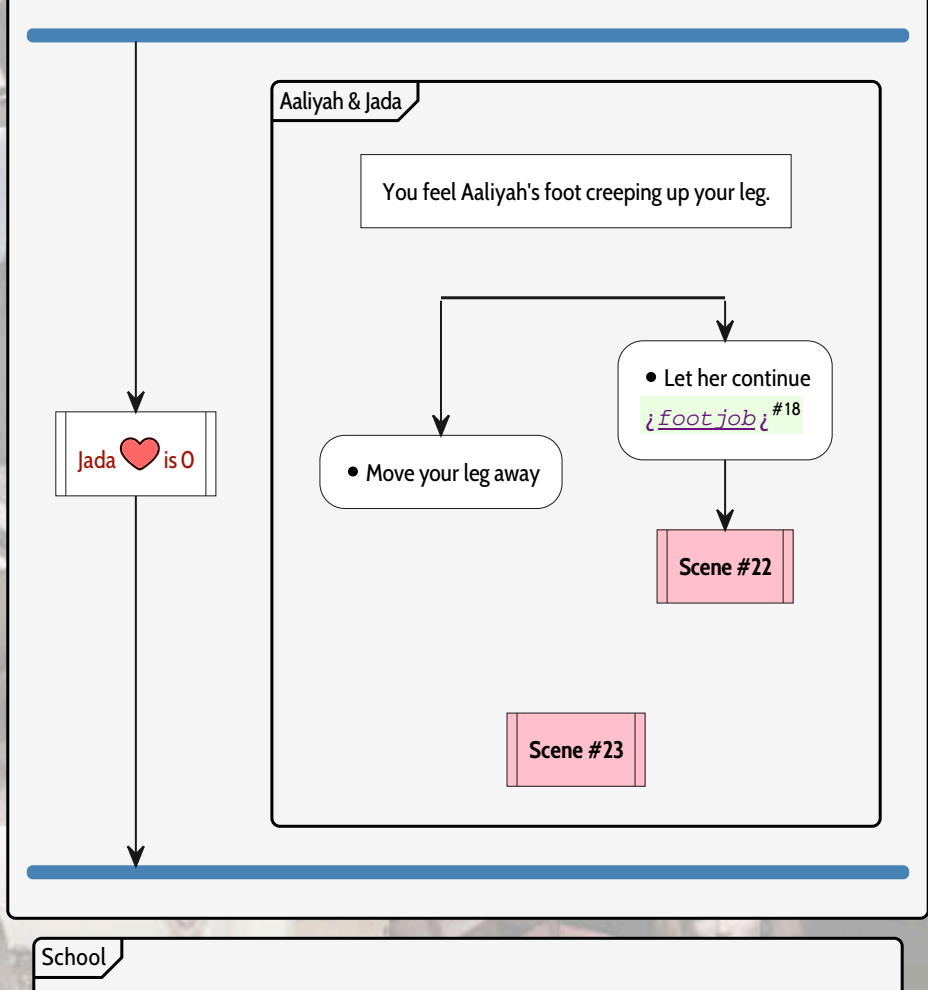 Aaliyah & Jada
You feel Aaliyah's foot creeping up your leg.
• Let her continue
¿footjob¿#18
Jada ❤ is 0
• Move your leg away
Scene #22
Scene #23
School